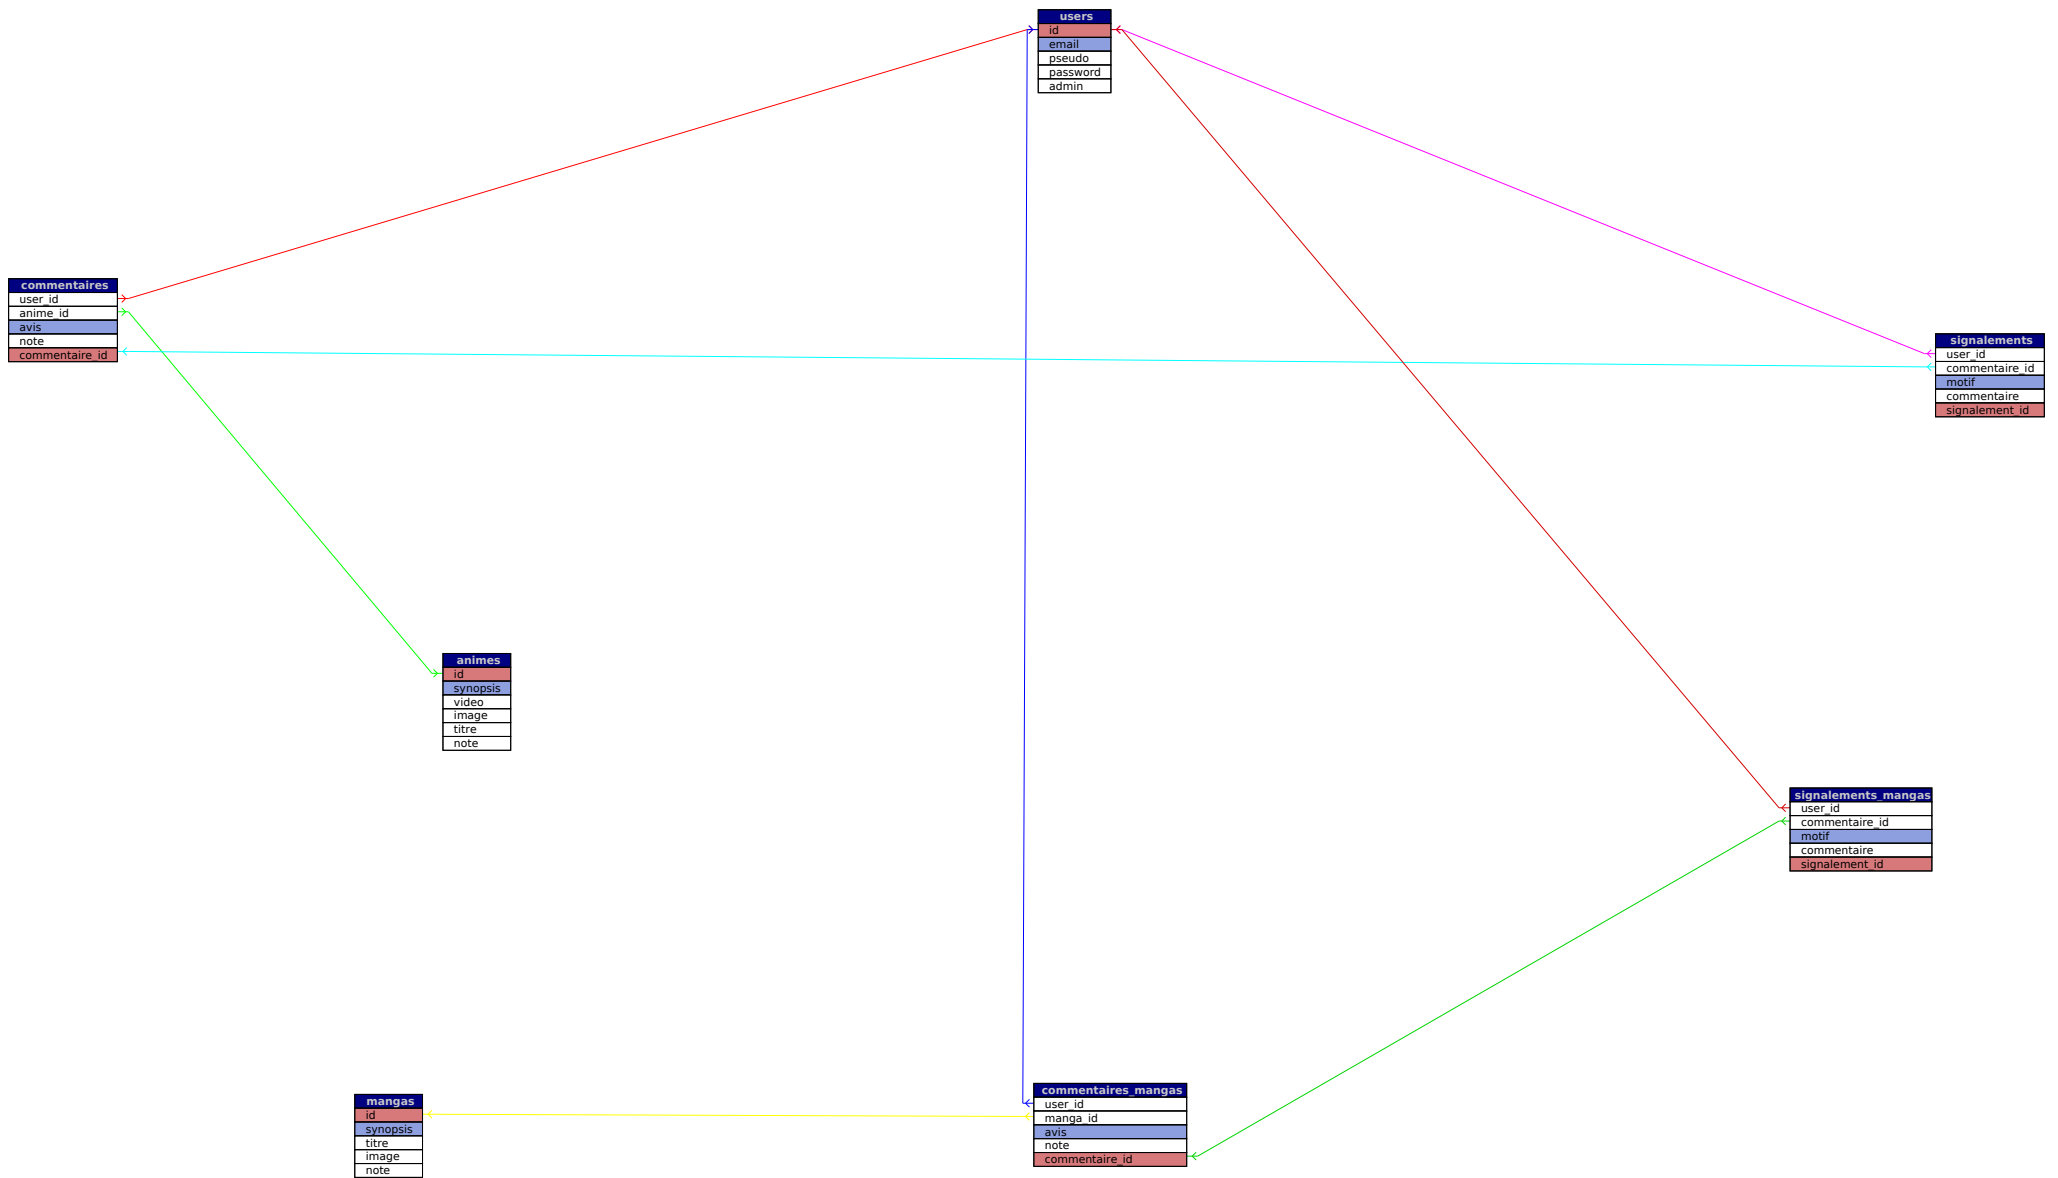 users
id
email
pseudo
password
admin
commentaires
user_id
anime_id
avis
note
commentaire_id
signalements
user_id
commentaire_id
motif
commentaire
signalement_id
animes
id
synopsis
video
image
titre
note
signalements_mangas
user_id
commentaire_id
motif
commentaire
signalement_id
mangas
id
synopsis
titre
image
note
commentaires_mangas
user_id
manga_id
avis
note
commentaire_id